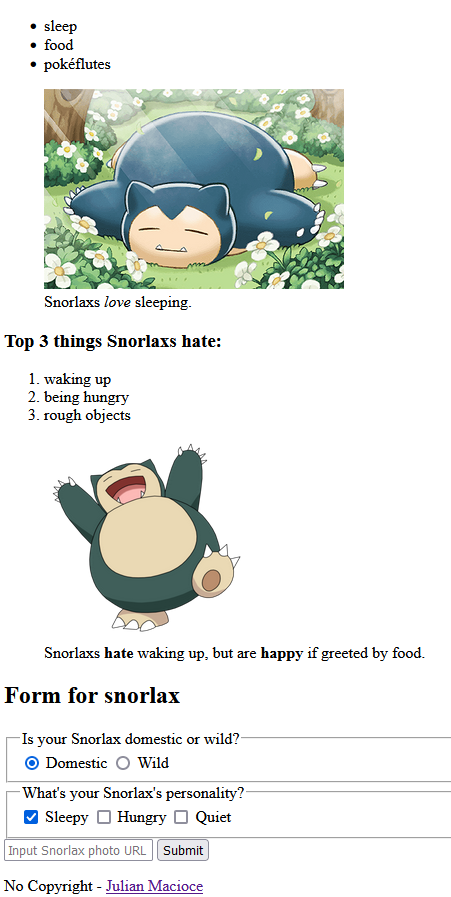 sleep
food
pokéflutes
Snorlaxs love sleeping.
Top 3 things Snorlaxs hate:
1. waking up
2. being hungry
3. rough objects
Snorlaxs hate waking up, but are happy if greeted by food.
Form for snorlax
Is your Snorlax domestic or wild?
Domestic Wild
What's your Snorlax's personality?
Sleepy Hungry Quiet
Input Snorlax photo URL Submit
No Copyright - Julian Macioce